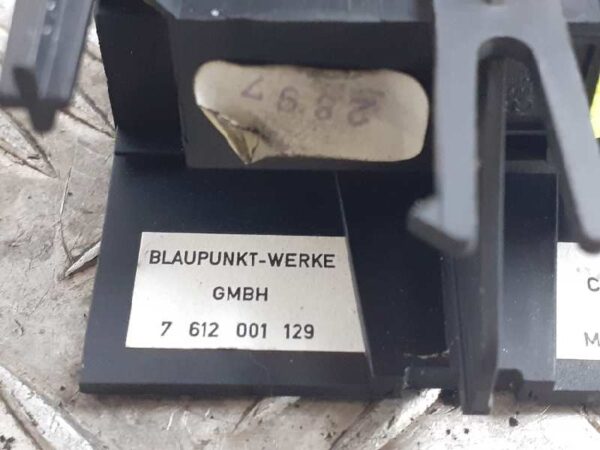 BLAUPUNKT-WERKE
GMBH
7 612 001 129
C
M